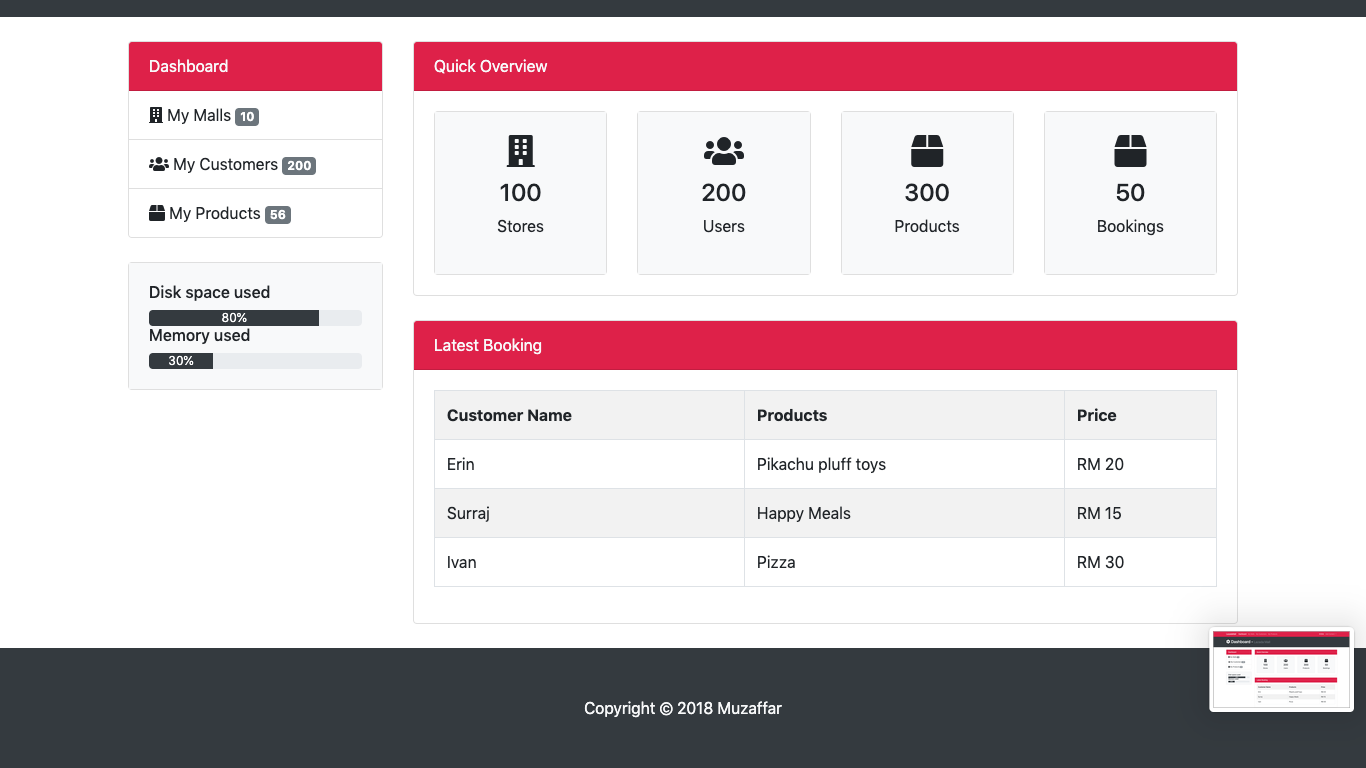 Dashboard
My Malls 10
My Customers 200
My Products 56
Disk space used
80%
Memory used
30%
Quick Overview
100
Stores
200
Users
300
Products
50
Bookings
Latest Booking
Customer Name Products Price
Erin Pikachu pluff toys RM 20
Surraj Happy Meals RM 15
Ivan Pizza RM 30
Copyright © 2018 Muzaffar
Dashboard